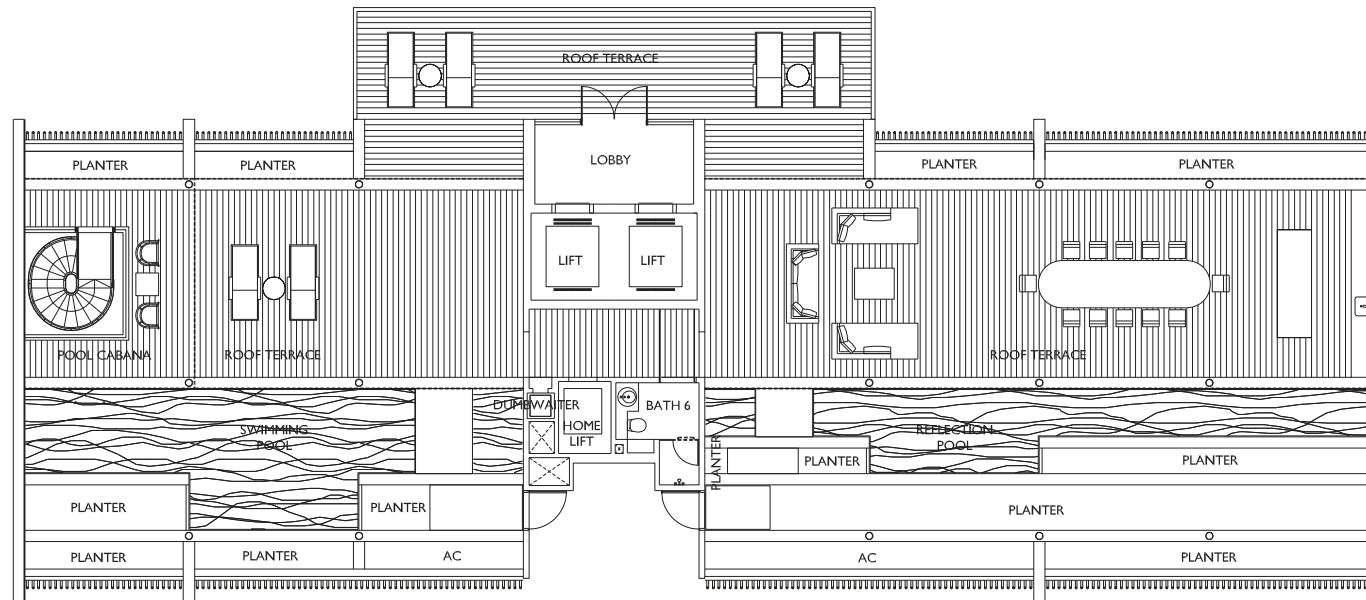 ROOF TERRACE
PLANTER
PLANTER
LOBBY
PLANTER
PLANTER
LIFT
LIFT
POOL CABANA
ROOF TERRACE
ROOF TERRACE
DUMBWAITER
BATH 6
HOME
LIFT
SWIMMING
POOL
REFLECTION
POOL
PLANTER
PLANTER
PLANTER
PLANTER
PLANTER
PLANTER
PLANTER
PLANTER
AC
AC
PLANTER